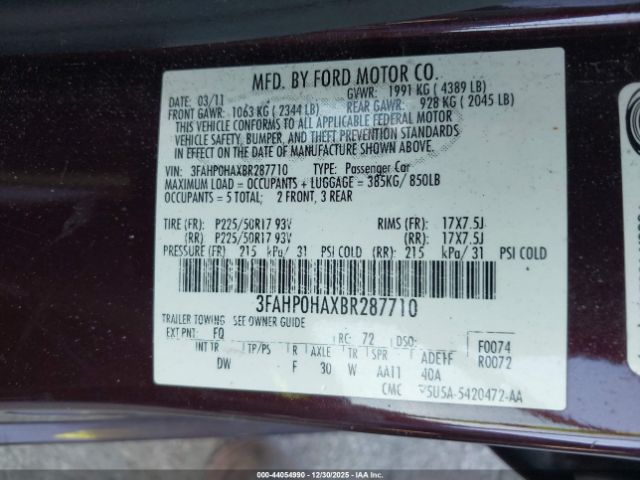 MFD. BY FORD MOTOR CO.
DATE: 03/11 GVWR: 1991 KG ( 4389 LB)
FRONT GAWR: 1063 KG ( 2344 LB) REAR GAWR: 928 KG ( 2045 LB)
THIS VEHICLE CONFORMS TO ALL APPLICABLE FEDERAL MOTOR
VEHICLE SAFETY, BUMPER, AND THEFT PREVENTION STANDARDS
IN EFFECT ON THE DATE OF MANUFACTURE SHOWN ABOVE.
VIN: 3FAHP0HAXBR287710 TYPE: Passenger Car
MAXIMUM LOAD = OCCUPANTS + LUGGAGE = 385KG/ 850LB
OCCUPANTS = 5 TOTAL; 2 FRONT, 3 REAR
TIRE (FR): P225/50R17 93V RIMS (FR): 17X7.5J
(RR): P225/50R17 93V (RR): 17X7.5J
PRESSURE (FR) 215 kPa/ 31 PSI COLD (RR): 215 kPa/ 31 PSI COLD
3FAHP0HAXBR287710
TRAILER TOWING SEE OWNER GUIDE
EXT PNT: FQ RC: 72 DSO: F0074
INT TR TP/PS R AXLE TR SPR ADEFF R0072
DW F 30 W AA11 40A
CMC 5U5A-5420472-AA
000-44054990 | 12/30/2025 - IAA, Inc.